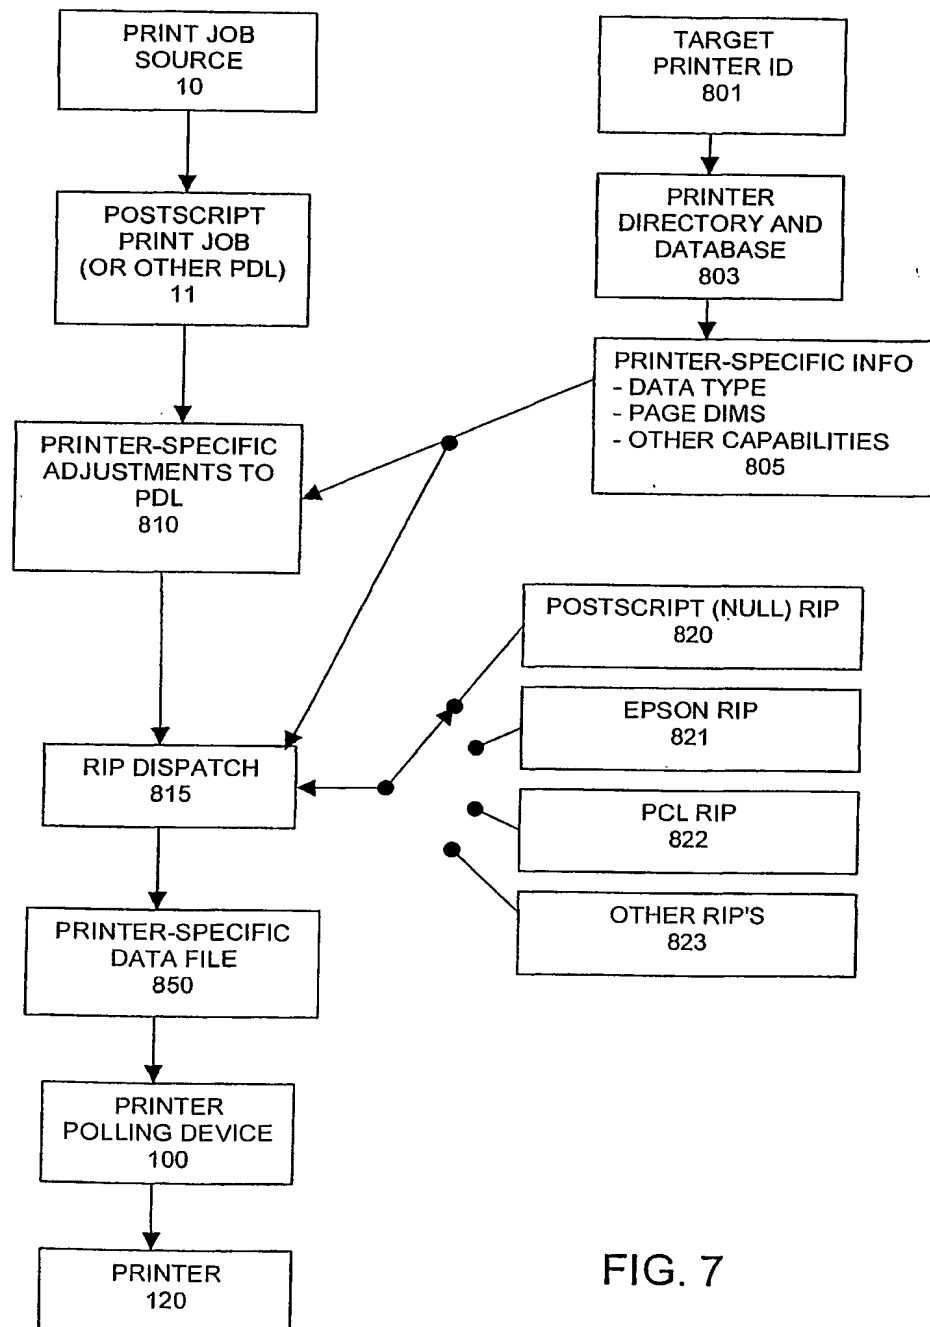 PRINT JOB
SOURCE
10
TARGET
PRINTER ID
801
POSTSCRIPT
PRINT JOB
(OR OTHER PDL)
11
PRINTER
DIRECTORY AND
DATABASE
803
PRINTER-SPECIFIC INFO
- DATA TYPE
- PAGE DIMS
- OTHER CAPABILITIES
805
PRINTER-SPECIFIC
ADJUSTMENTS TO
PDL
810
POSTSCRIPT (NULL) RIP
820
EPSON RIP
821
PCL RIP
822
OTHER RIP'S
823
RIP DISPATCH
815
PRINTER-SPECIFIC
DATA FILE
850
PRINTER
POLLING DEVICE
100
PRINTER
120
FIG. 7